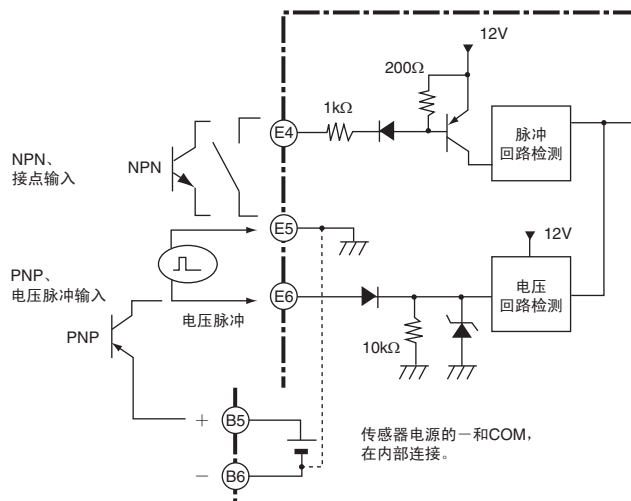 12V
200Ω
1kΩ
E4
脉冲
回路检测
NPN、
接点输入
NPN
E5
12V
PNP、
电压脉冲输入
电压脉冲
E6
电压
回路检测
PNP
10kΩ
+
B5
传感器电源的－和COM，
在内部连接。
－
B6